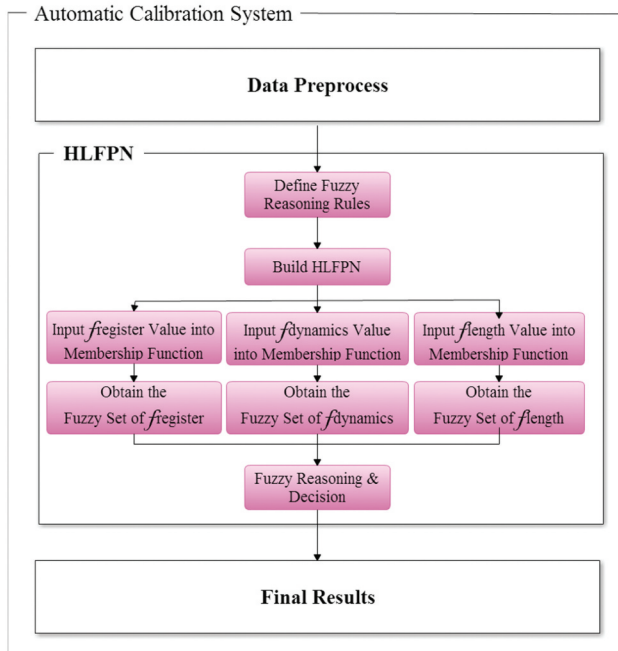 Automatic Calibration System
Data Preprocess
HLFPN
Define Fuzzy
Reasoning Rules
Build HLFPN
Input fregister Value into
Membership Function
Input fdynamics Value
into Membership Function
Input flength Value into
Membership Function
Obtain the
Fuzzy Set of fregister
Obtain the
Fuzzy Set of fdynamics
Obtain the
Fuzzy Set of flength
Fuzzy Reasoning &
Decision
Final Results